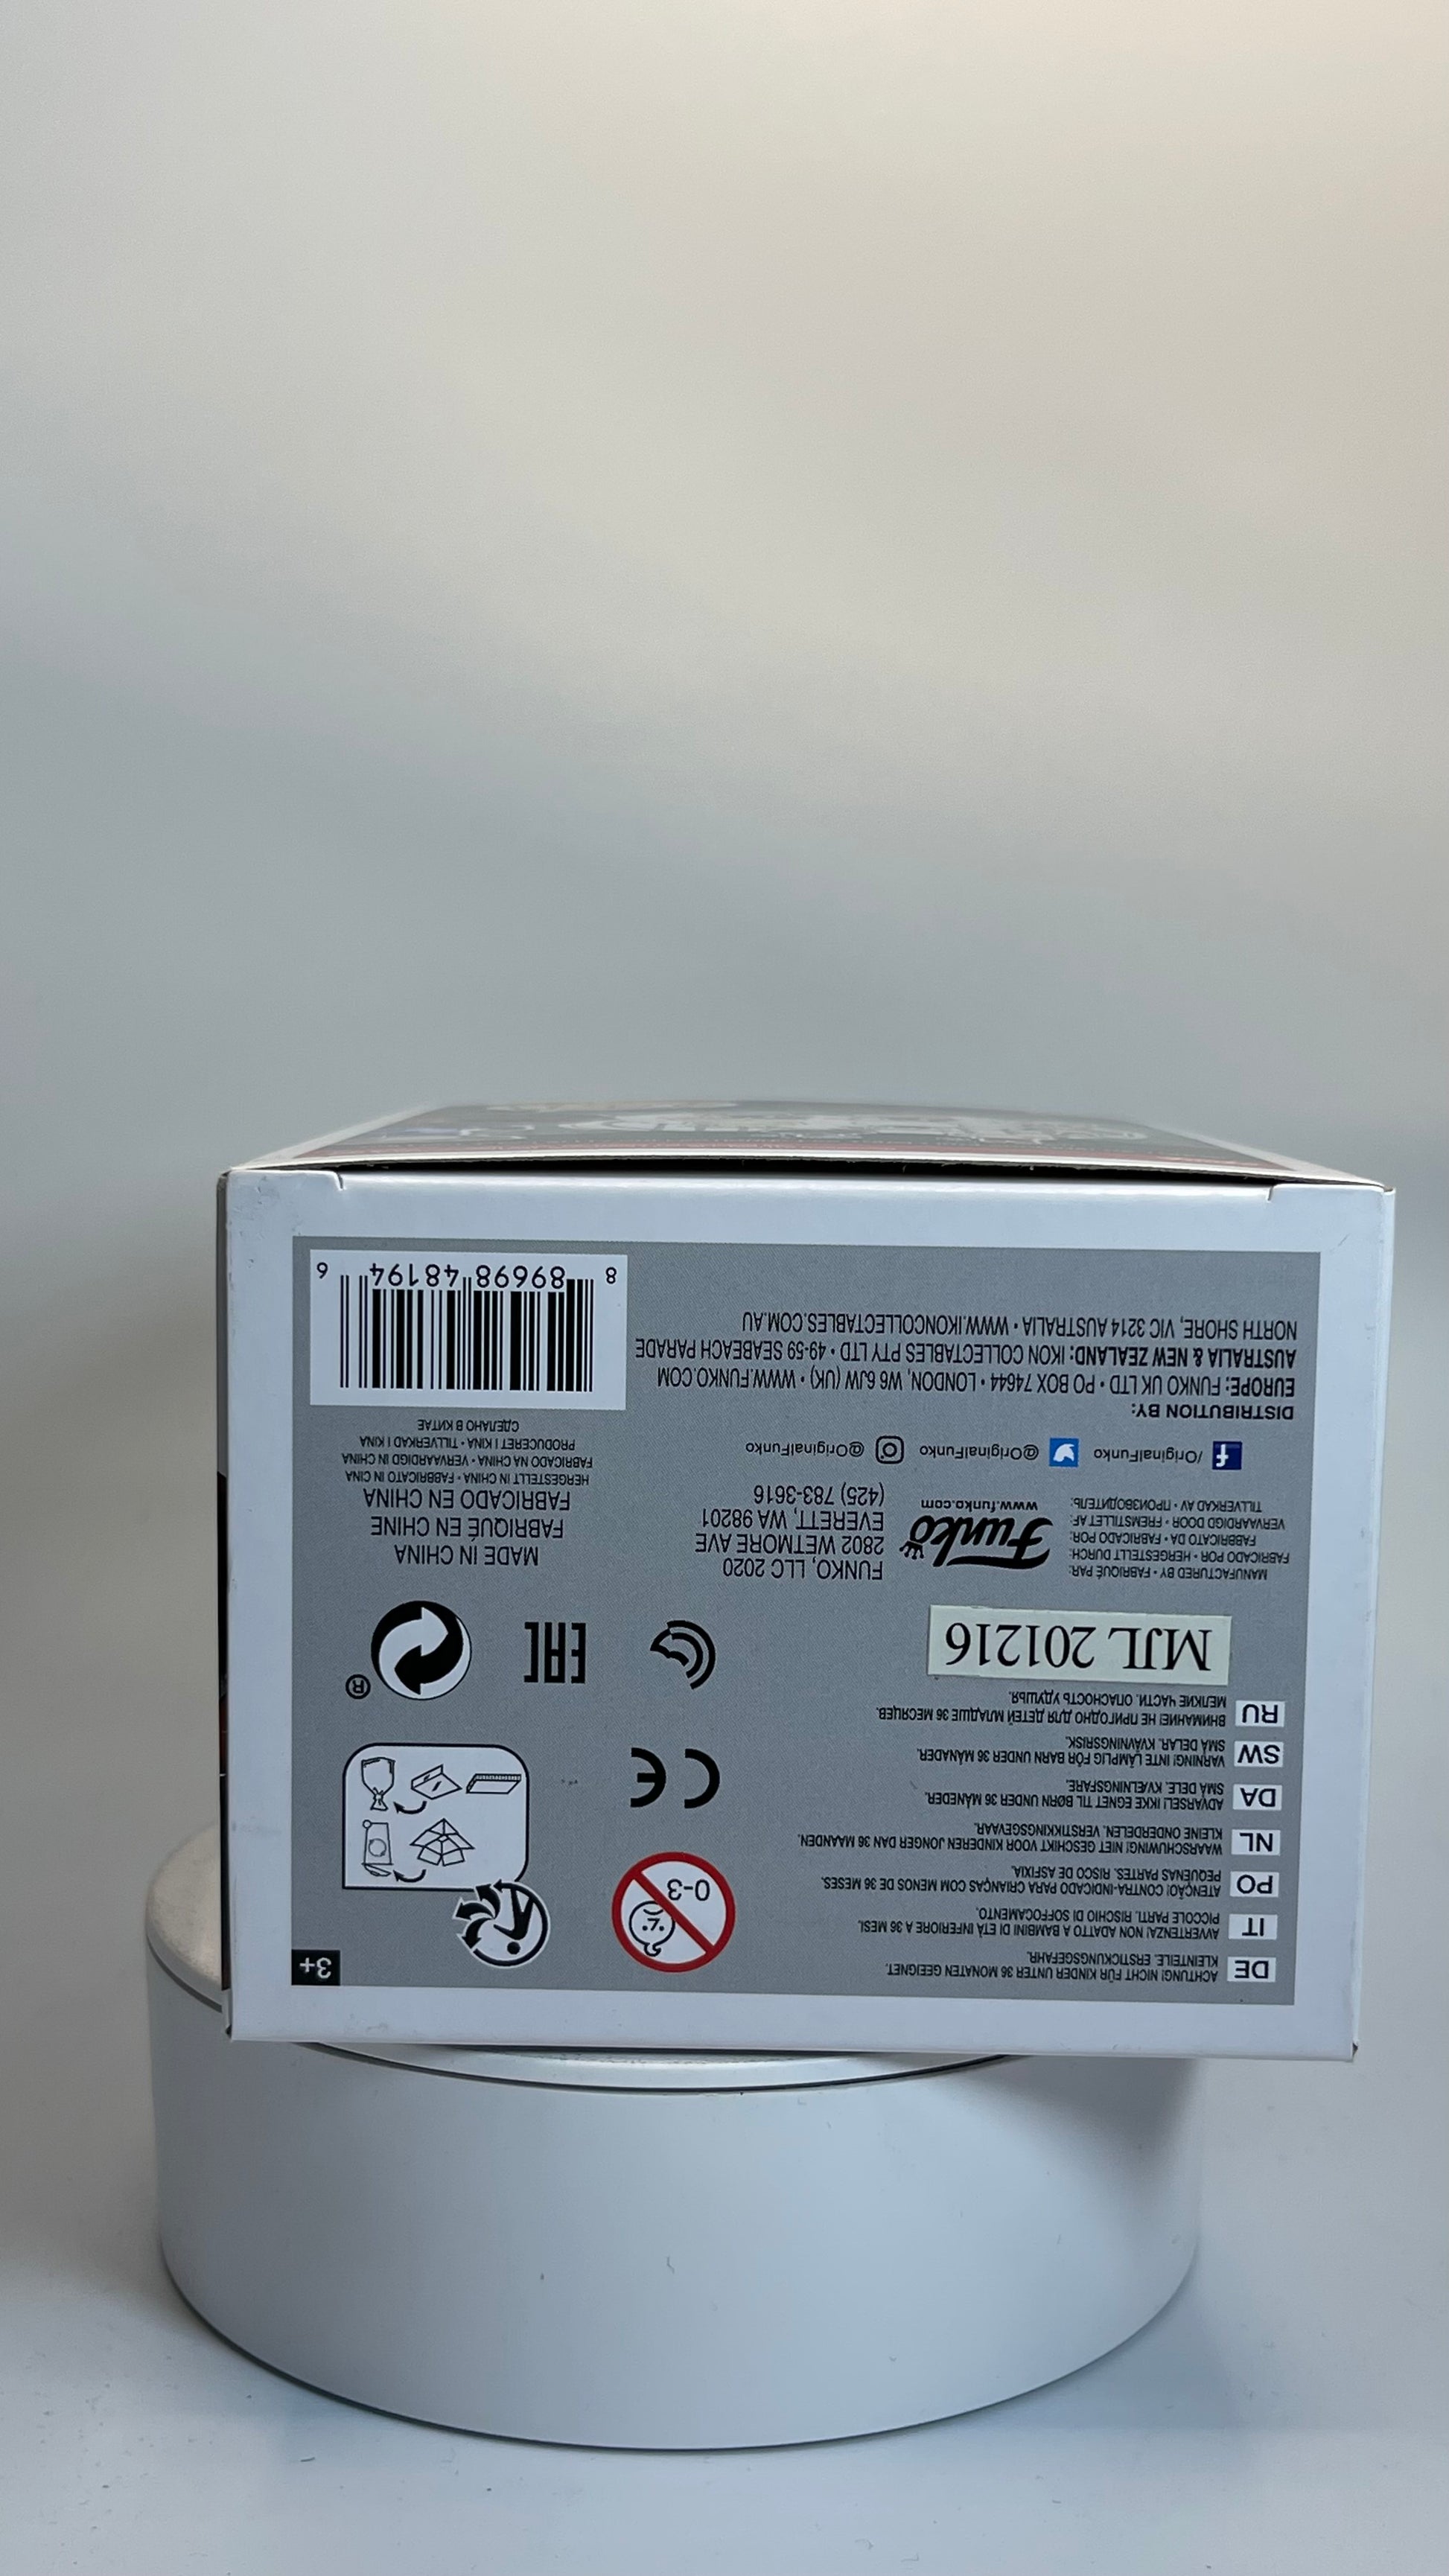 DE
ACHTUNG! NICHT FÜR KINDER UNTER 36 MONATEN GEEIGNET.
KLEINTEILE. ERSTICKUNGSGEFAHR.
IT
AVVERTENZA! NON ADATTO A BAMBINI DI ETÀ INFERIORE A 36 MESI.
PICCOLE PARTI. RISCHIO DI SOFFOCAMENTO.
PO
ATENÇÃO! CONTRA-INDICADO PARA CRIANÇAS COM MENOS DE 36 MESES.
PEQUENAS PARTES. RISCO DE ASFIXIA.
NL
WAARSCHUWING! NIET GESCHIKT VOOR KINDEREN JONGER DAN 36 MAANDEN.
KLEINE ONDERDELEN. VERSTIKKINGSGEVAAR.
DA
ADVARSEL! IKKE EGNET TIL BØRN UNDER 36 MÅNEDER.
SMÅ DELE. KVÆLNINGSFARE.
SW
VARNING! INTE LÄMPLIG FÖR BARN UNDER 36 MÅNADER.
SMÅ DELAR. KVÄVNINGSRISK.
RU
ВНИМАНИЕ! НЕ ПРИГОДНО ДЛЯ ДЕТЕЙ МЛАДШЕ 36 МЕСЯЦЕВ.
МЕЛКИЕ ЧАСТИ. ОПАСНОСТЬ УДУШЬЯ.
0-3
3+
CE
EAC
®
MJL 201216
MANUFACTURED BY • FABRIQUÉ PAR:
FABRICADO POR • HERGESTELLT DURCH:
FABBRICATO DA • FABRICADO POR:
VERVAARDIGD DOOR • FREMSTILLET AF:
TILLVERKAD AV • ПРОИЗВОДИТЕЛЬ:
Funko
www.funko.com
FUNKO, LLC 2020
2802 WETMORE AVE
EVERETT, WA 98201
(425) 783-3616
/OriginalFunko
@OriginalFunko
@OriginalFunko
DISTRIBUTION BY:
EUROPE: FUNKO UK LTD • PO BOX 74644 • LONDON, W6 6JW (UK) • WWW.FUNKO.COM
AUSTRALIA & NEW ZEALAND: IKON COLLECTABLES PTY LTD • 49-59 SEABEACH PARADE
NORTH SHORE, VIC 3214 AUSTRALIA • WWW.IKONCOLLECTABLES.COM.AU
MADE IN CHINA
FABRIQUÉ EN CHINE
FABRICADO EN CHINA
HERGESTELLT IN CHINA • FABBRICATO IN CINA
FABRICADO NA CHINA • VERVAARDIGD IN CHINA
PRODUCERET I KINA • TILLVERKAD I KINA
СДЕЛАНО В КИТАЕ
8 89698 48194 6